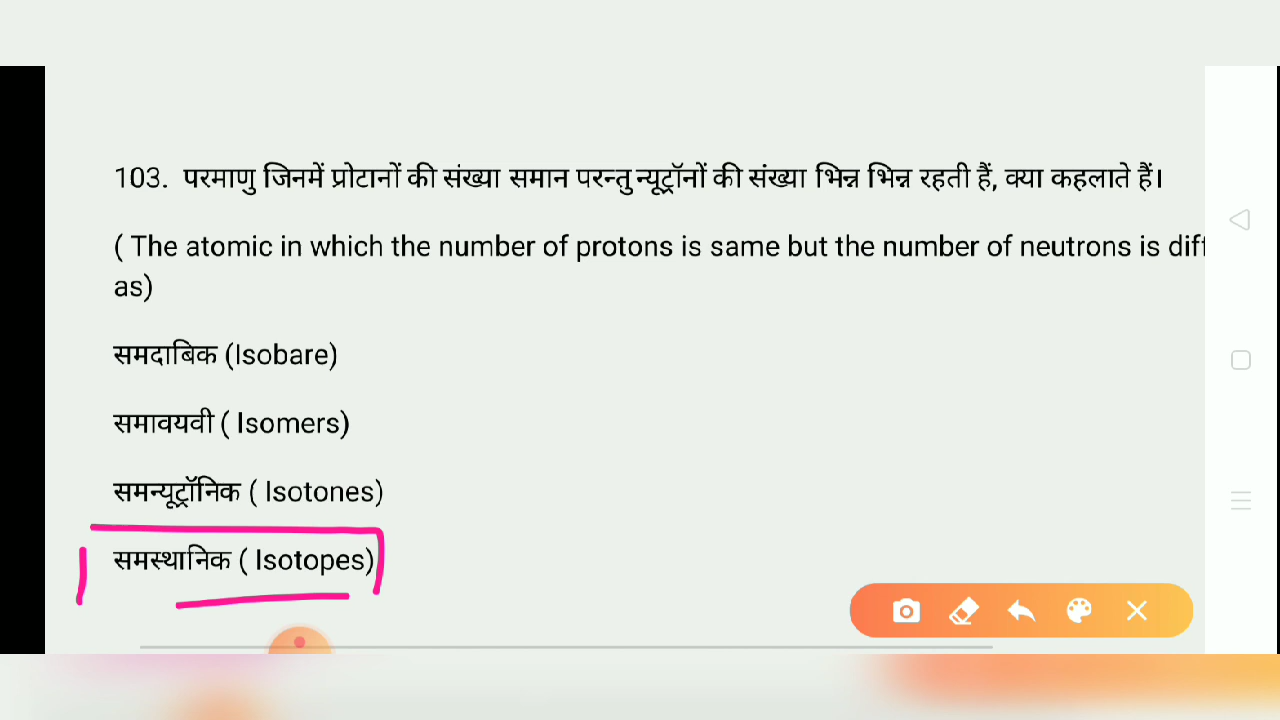 103. परमाणु जिनमें प्रोटानों की संख्या समान परन्तु न्यूट्रॉनों की संख्या भिन्न भिन्न रहती हैं, क्या कहलाते हैं।
( The atomic in which the number of protons is same but the number of neutrons is
as)
समदाबिक (Isobare)
समावयवी ( Isomers)
समन्यूट्रॉनिक ( Isotones)
समस्थानिक ( Isotopes)